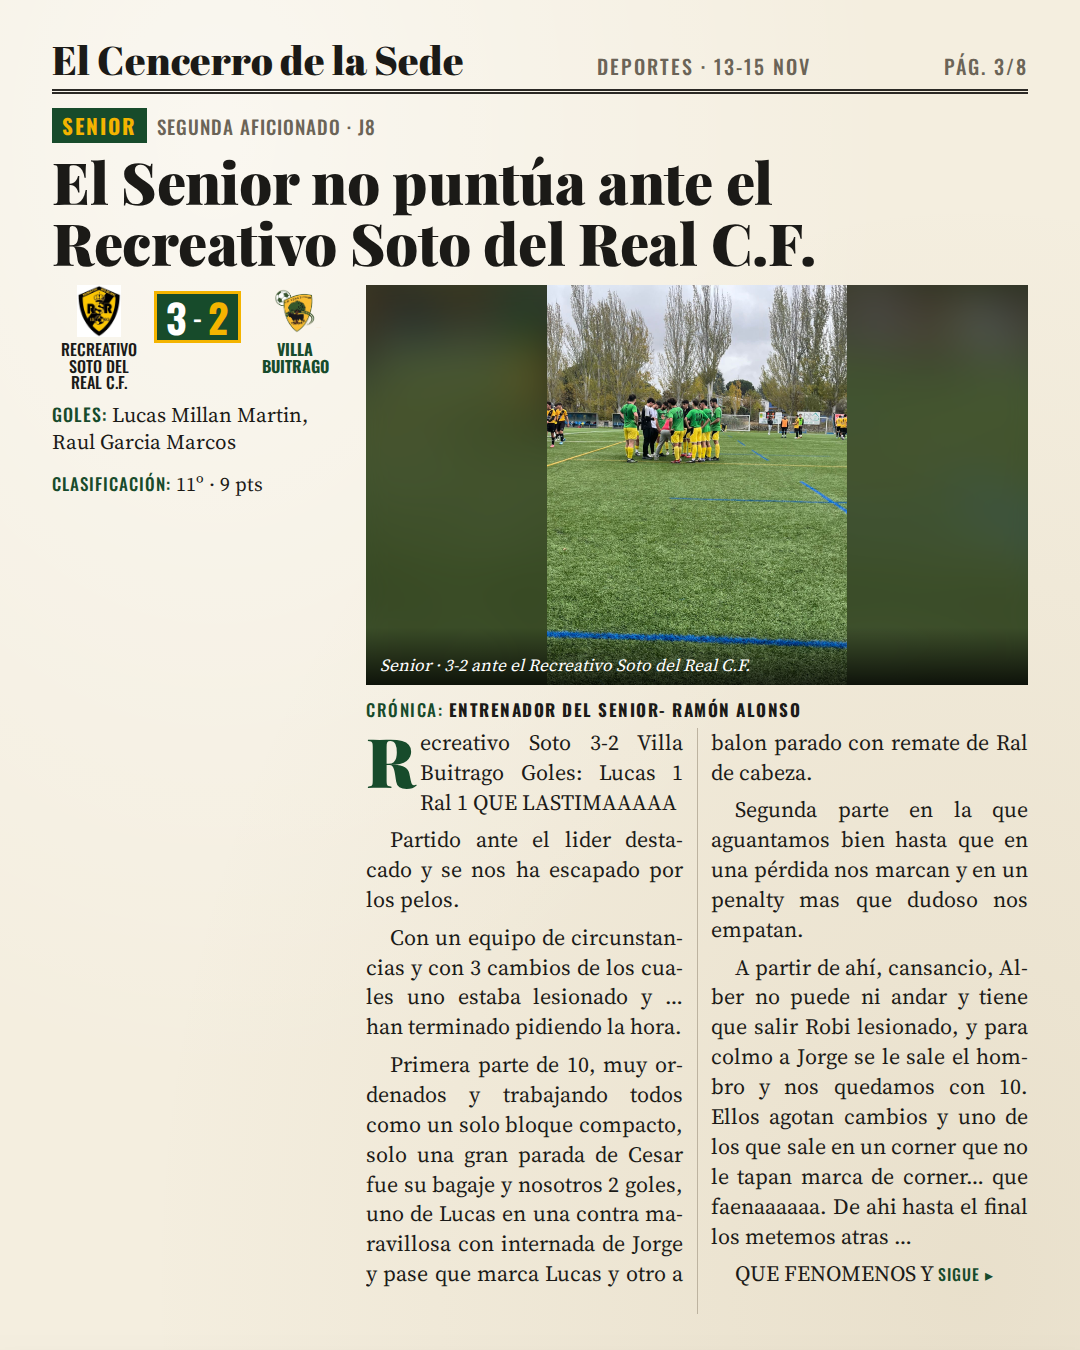 El Cencerro de la Sede
DEPORTES · 13-15 NOV
PÁG. 3/8
SENIOR
SEGUNDA AFICIONADO · J8
El Senior no puntúa ante el
Recreativo Soto del Real C.F.
RECREATIVO
SOTO DEL
REAL C.F.
3 - 2
VILLA
BUITRAGO
GOLES: Lucas Millan Martin,
Raul Garcia Marcos
CLASIFICACIÓN: 11º · 9 pts
Senior · 3-2 ante el Recreativo Soto del Real C.F.
CRÓNICA: ENTRENADOR DEL SENIOR- RAMÓN ALONSO
Recreativo Soto 3-2 Villa
Buitrago Goles: Lucas 1
Ral 1 QUE LASTIMAAAAA
Partido ante el lider desta-
cado y se nos ha escapado por
los pelos.
Con un equipo de circunstan-
cias y con 3 cambios de los cua-
les uno estaba lesionado y ...
han terminado pidiendo la hora.
Primera parte de 10, muy or-
denados y trabajando todos
como un solo bloque compacto,
solo una gran parada de Cesar
fue su bagaje y nosotros 2 goles,
uno de Lucas en una contra ma-
ravillosa con internada de Jorge
y pase que marca Lucas y otro a
balon parado con remate de Ral
de cabeza.
Segunda parte en la que
aguantamos bien hasta que en
una pérdida nos marcan y en un
penalty mas que dudoso nos
empatan.
A partir de ahí, cansancio, Al-
ber no puede ni andar y tiene
que salir Robi lesionado, y para
colmo a Jorge se le sale el hom-
bro y nos quedamos con 10.
Ellos agotan cambios y uno de
los que sale en un corner que no
le tapan marca de corner... que
faenaaaaaa. De ahi hasta el final
los metemos atras ...
QUE FENOMENOS Y SIGUE ▸